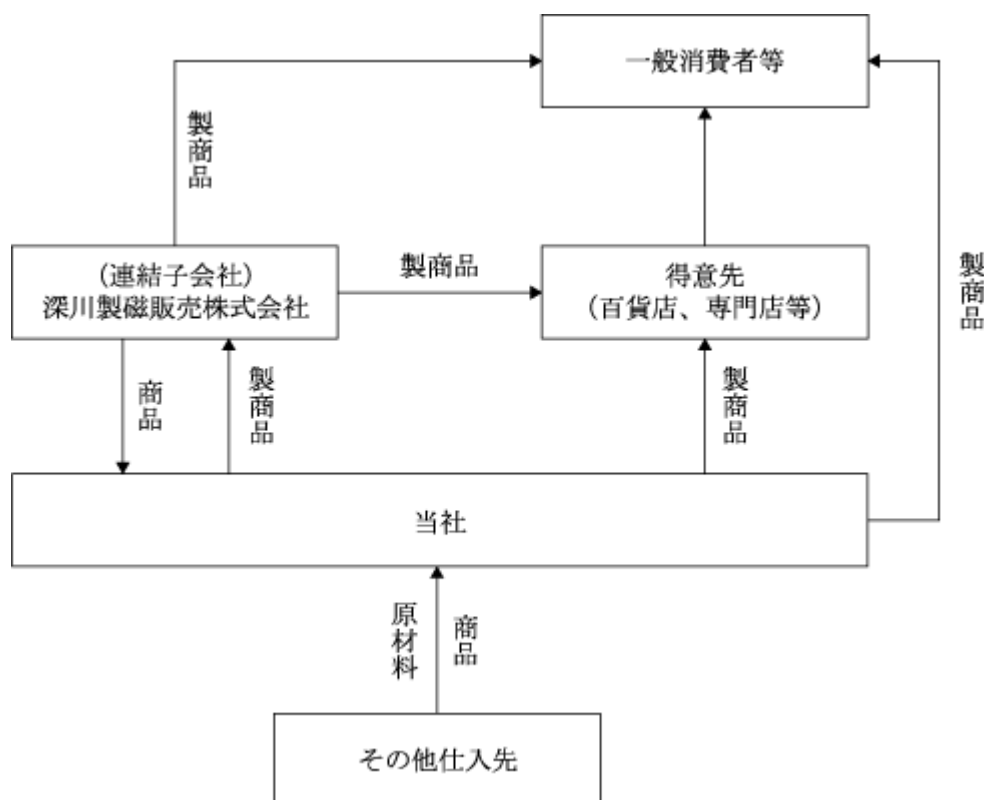 一般消費者等
製商品
（連結子会社）
深川製磁販売株式会社
製商品
得意先
（百貨店、専門店等）
製商品
商品
製商品
製商品
当社
原材料
商品
その他仕入先